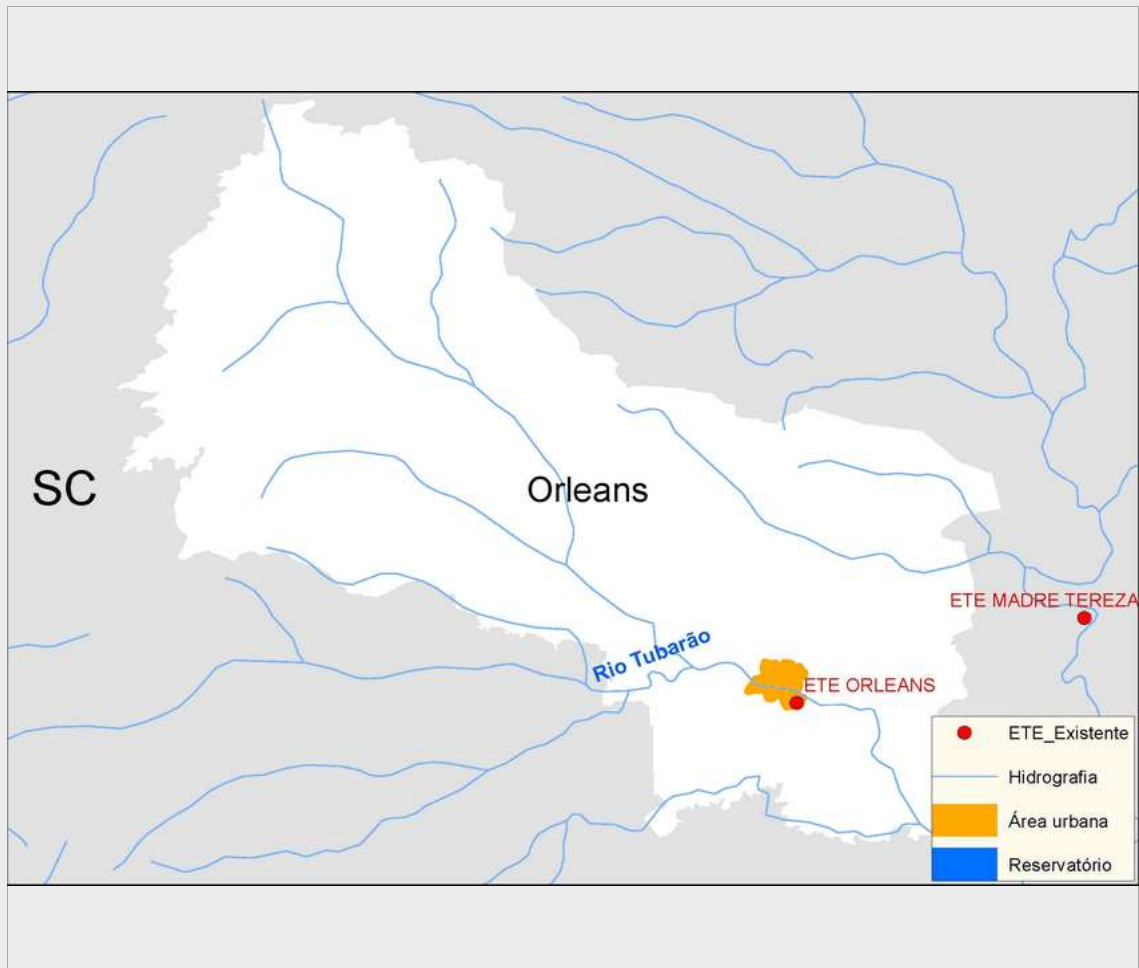 SC
Orleans
ETE MADRE TEREZA
Rio Tubarão
ETE ORLEANS
ETE_Existente
Hidrografia
Área urbana
Reservatório